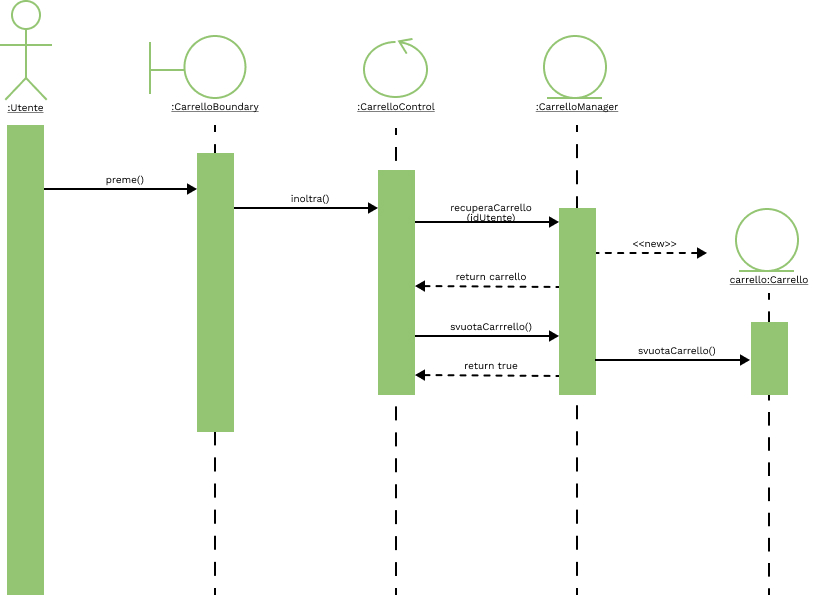 :Utente
:CarrelloBoundary
:CarrelloControl
:CarrelloManager
preme()
inoltra()
recuperaCarrello
(idUtente)
<<new>>
return carrello
carrello:Carrello
svuotaCarrrello()
svuotaCarrello()
return true